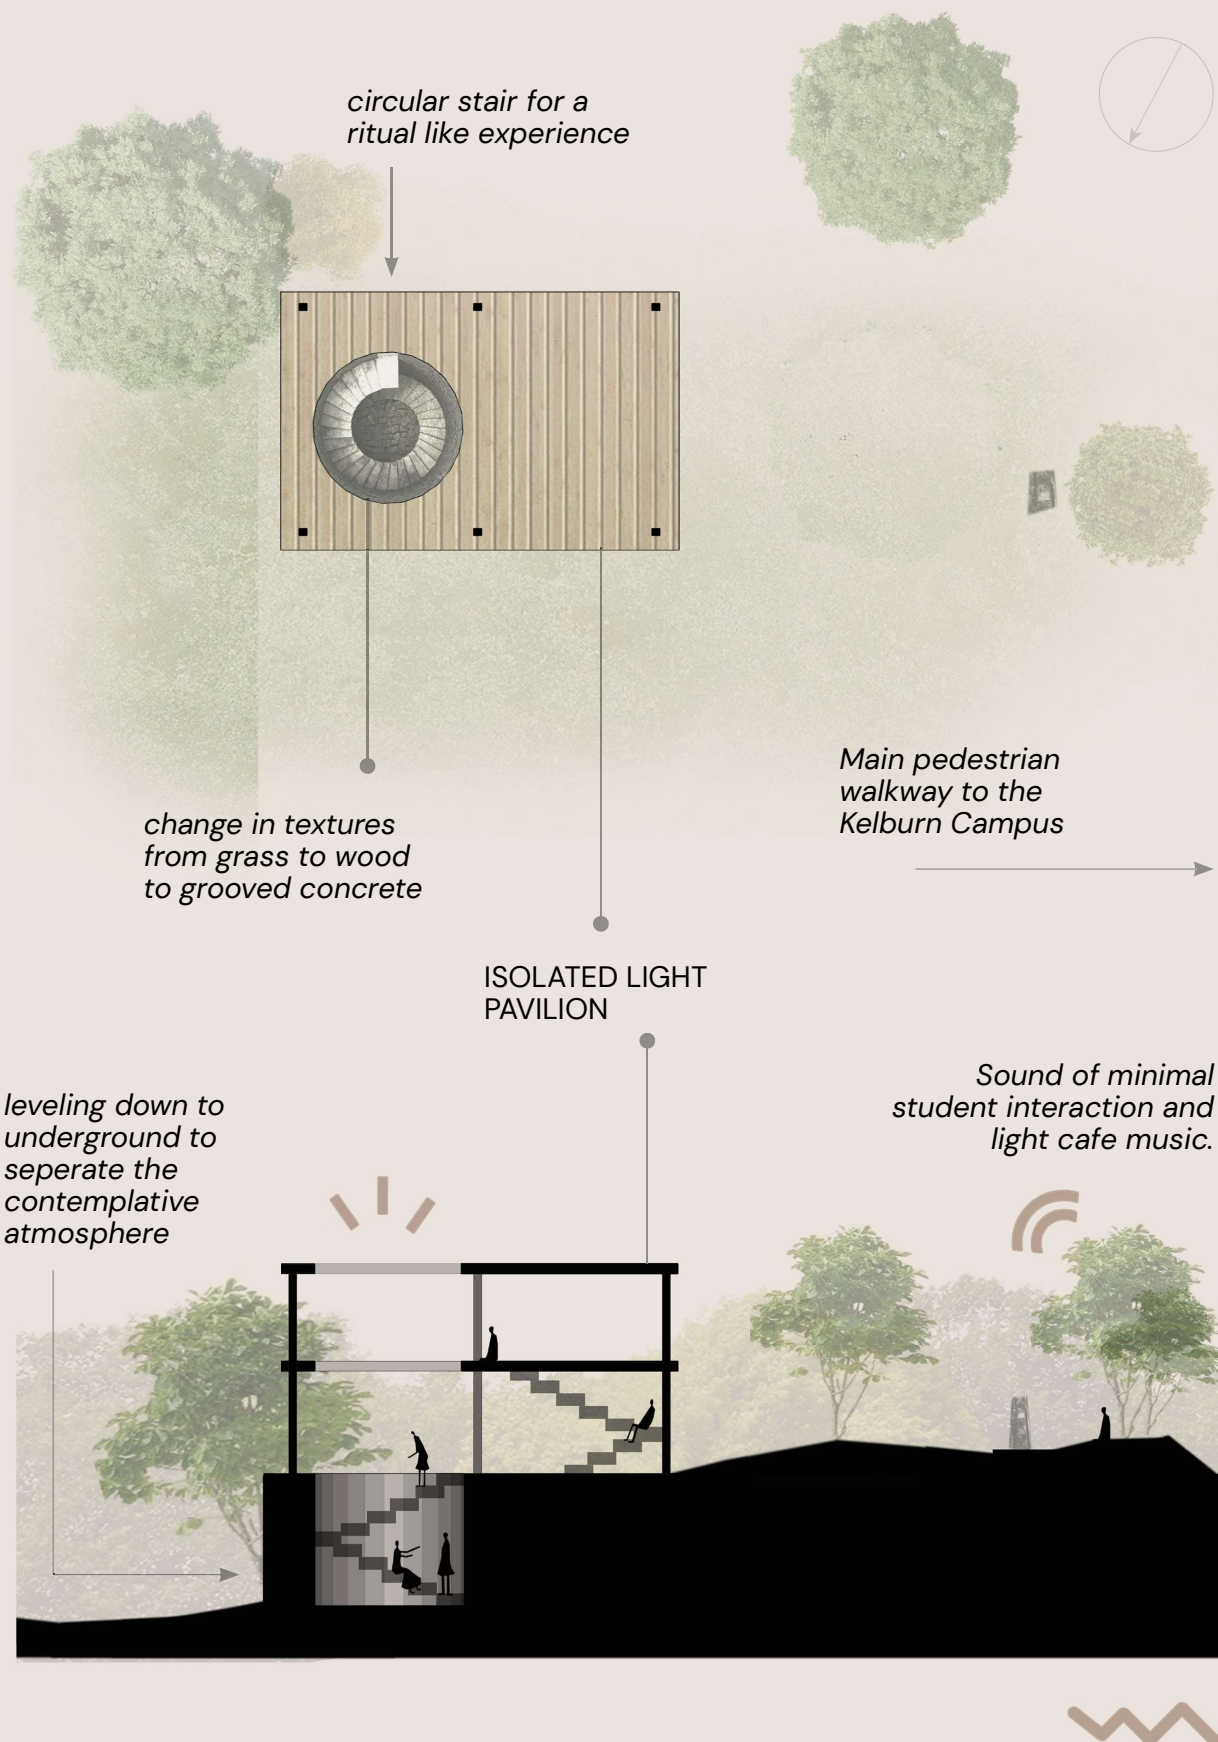 circular stair for a
ritual like experience
Main pedestrian
walkway to the
Kelburn Campus
change in textures
from grass to wood
to grooved concrete
ISOLATED LIGHT
PAVILION
Sound of minimal
student interaction and
light cafe music.
leveling down to
underground to
seperate the
contemplative
atmosphere